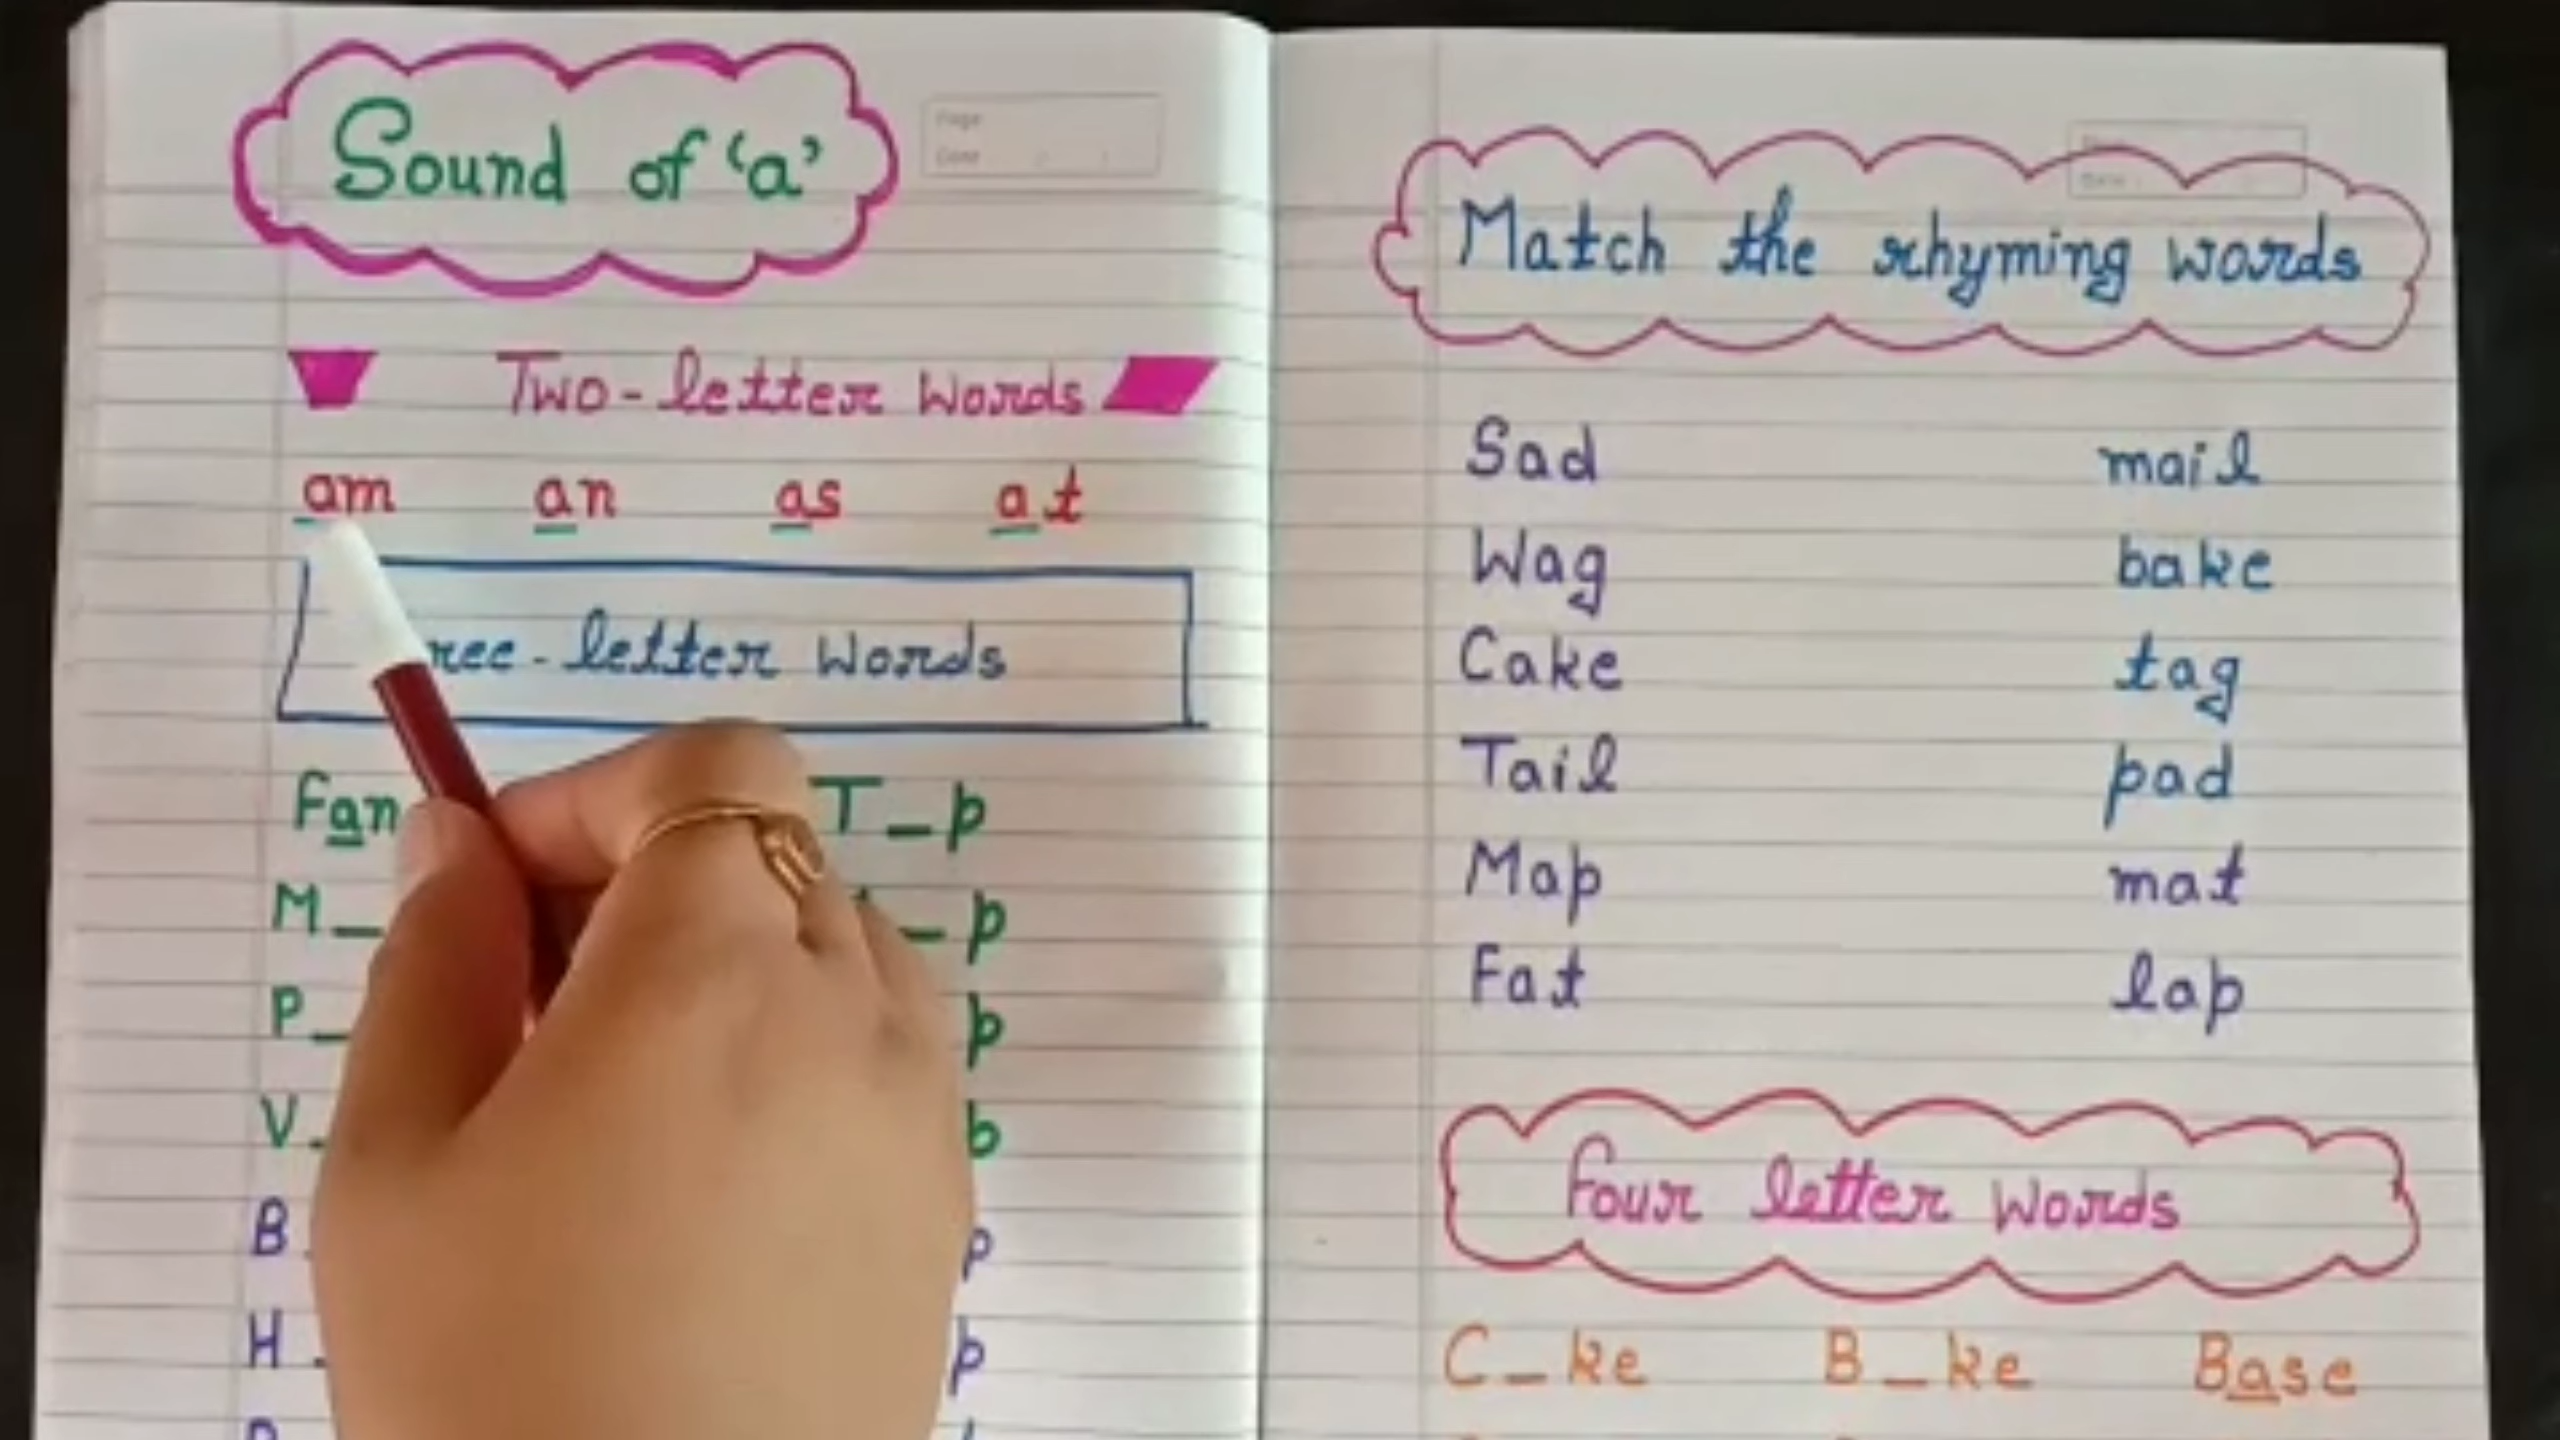 Sound of 'a'
Two-letter words
am an as at
ree-letter words
Fan T_p
M_ _p
P_ p
V_ b
B p
H p
Match the rhyming words
Sad mail
Wag bake
Cake tag
Tail pad
Map mat
Fat lap
Four letter words
C_ke B_ke Base